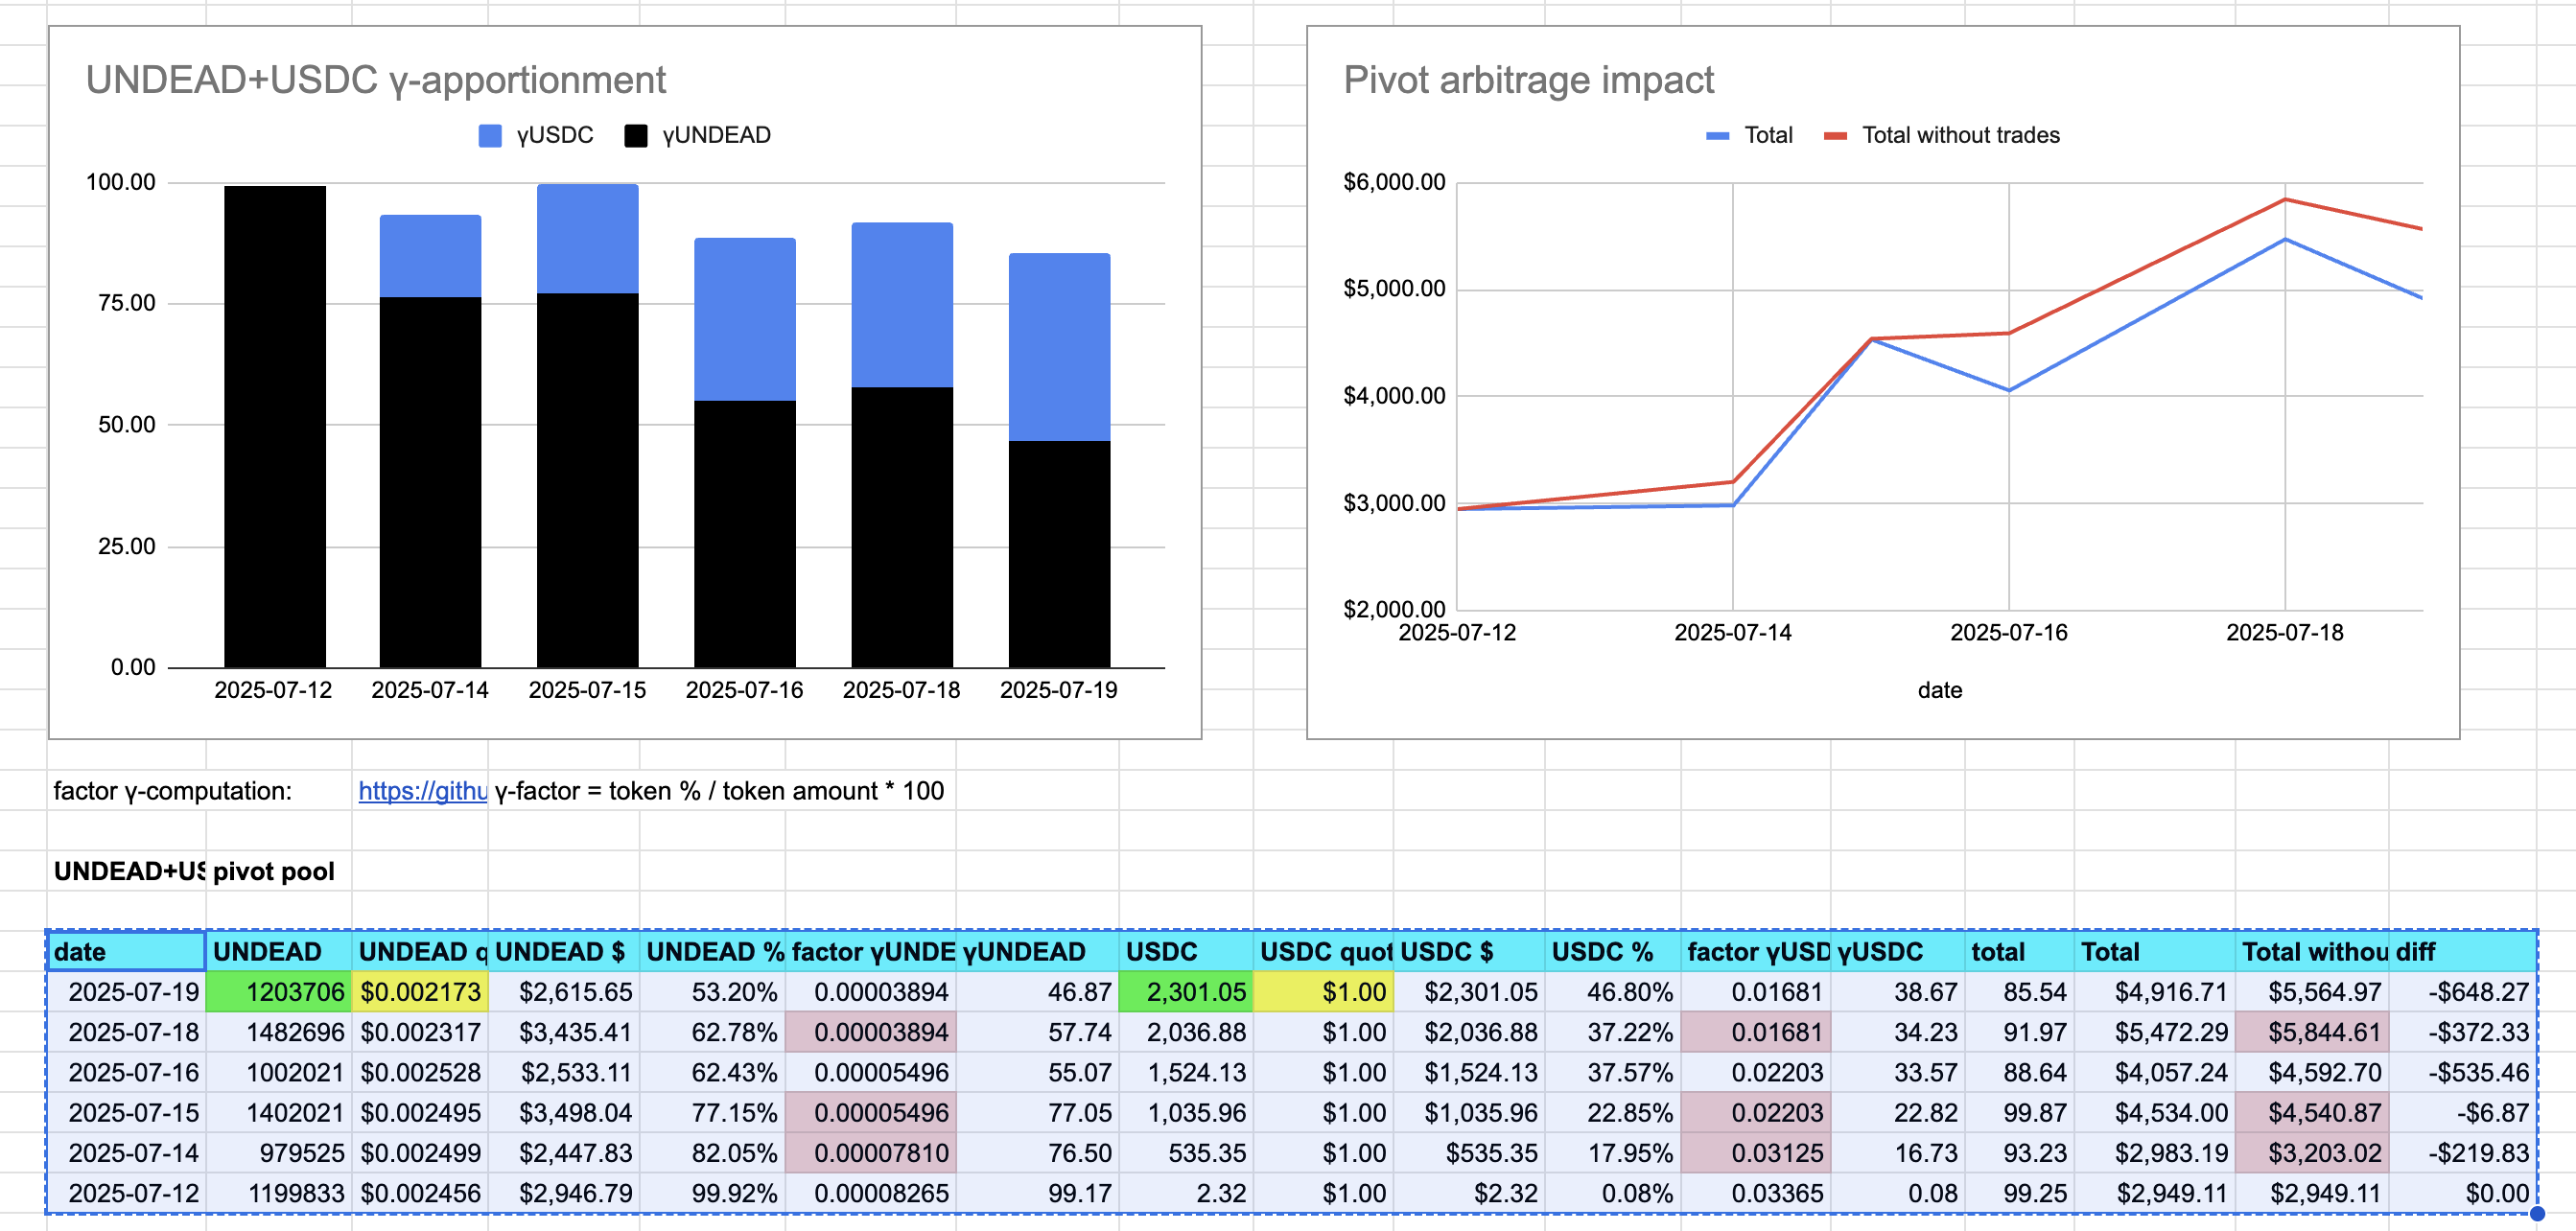 UNDEAD+USDC γ-apportionment
γUSDC γUNDEAD
100.00
75.00
50.00
25.00
0.00
2025-07-12 2025-07-14 2025-07-15 2025-07-16 2025-07-18 2025-07-19
Pivot arbitrage impact
Total Total without trades
$6,000.00
$5,000.00
$4,000.00
$3,000.00
$2,000.00
2025-07-12 2025-07-14 2025-07-16 2025-07-18
date
factor γ-computation: https://githu γ-factor = token % / token amount * 100
UNDEAD+US pivot pool
date UNDEAD UNDEAD q UNDEAD $ UNDEAD % factor γUNDE γUNDEAD USDC USDC quot USDC $ USDC % factor γUSD γUSDC total Total Total withou diff
2025-07-19 1203706 $0.002173 $2,615.65 53.20% 0.00003894 46.87 2,301.05 $1.00 $2,301.05 46.80% 0.01681 38.67 85.54 $4,916.71 $5,564.97 -$648.27
2025-07-18 1482696 $0.002317 $3,435.41 62.78% 0.00003894 57.74 2,036.88 $1.00 $2,036.88 37.22% 0.01681 34.23 91.97 $5,472.29 $5,844.61 -$372.33
2025-07-16 1002021 $0.002528 $2,533.11 62.43% 0.00005496 55.07 1,524.13 $1.00 $1,524.13 37.57% 0.02203 33.57 88.64 $4,057.24 $4,592.70 -$535.46
2025-07-15 1402021 $0.002495 $3,498.04 77.15% 0.00005496 77.05 1,035.96 $1.00 $1,035.96 22.85% 0.02203 22.82 99.87 $4,534.00 $4,540.87 -$6.87
2025-07-14 979525 $0.002499 $2,447.83 82.05% 0.00007810 76.50 535.35 $1.00 $535.35 17.95% 0.03125 16.73 93.23 $2,983.19 $3,203.02 -$219.83
2025-07-12 1199833 $0.002456 $2,946.79 99.92% 0.00008265 99.17 2.32 $1.00 $2.32 0.08% 0.03365 0.08 99.25 $2,949.11 $2,949.11 $0.00